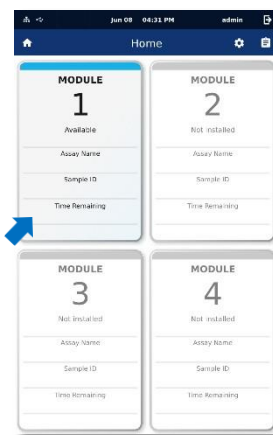 Jun 08 04:31 PM admin
Home
MODULE
1
Available
Assay Name
Sample ID
Time Remaining
MODULE
2
Not Installed
Assay Name
Sample ID
Time Remaining
MODULE
3
Not installed
Assay Name
Sample ID
Time Remaining
MODULE
4
Not installed
Assay Name
Sample ID
Time Remaining